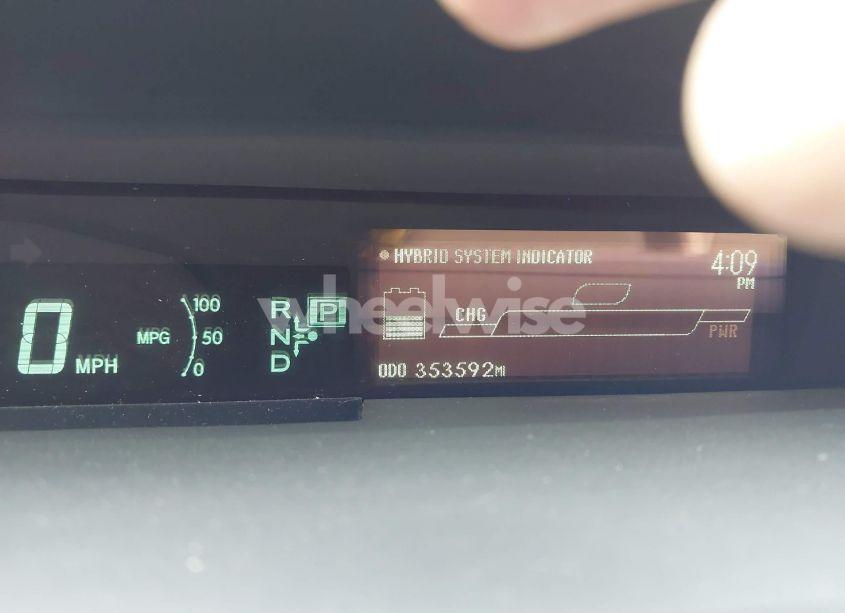 HYBRID SYSTEM INDICATOR
4:09
PM
CHG
PWR
ODO 353592MI
0 MPH
MPG
100
50
0
R
N
D
P
wheelwise